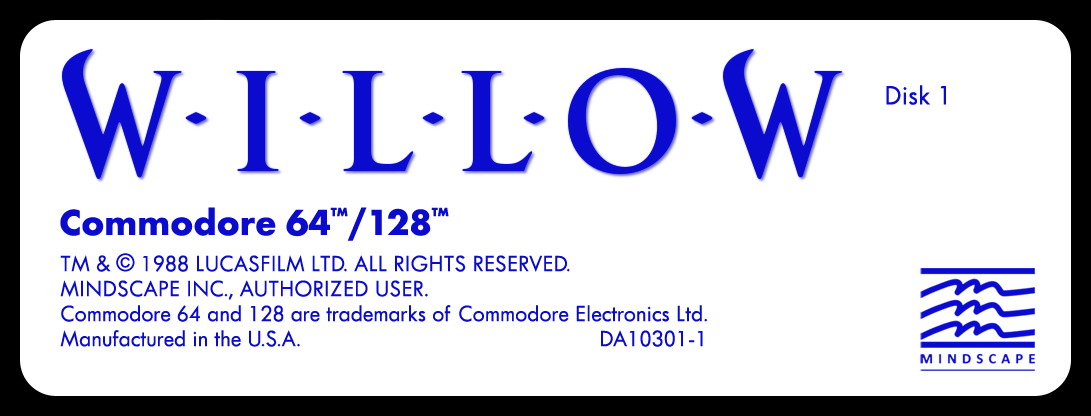 W·I·L·L·O·W
Disk 1
Commodore 64™/128™
TM & © 1988 LUCASFILM LTD. ALL RIGHTS RESERVED.
MINDSCAPE INC., AUTHORIZED USER.
Commodore 64 and 128 are trademarks of Commodore Electronics Ltd.
Manufactured in the U.S.A. DA10301-1
MINDSCAPE